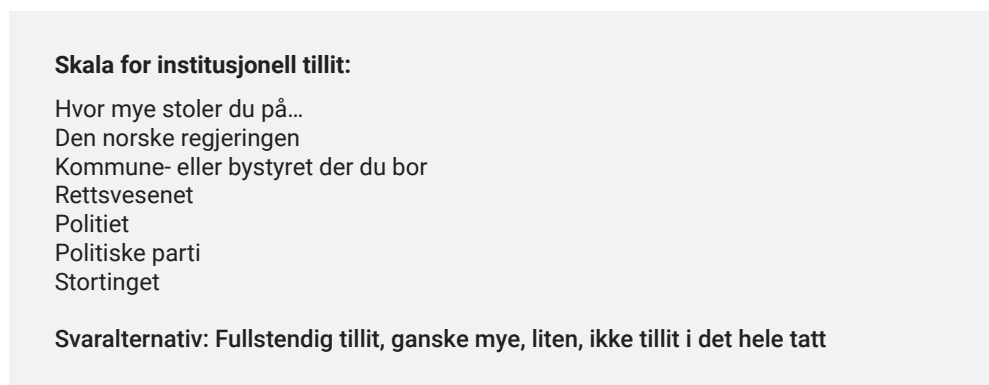 Skala for institusjonell tillit:
Hvor mye stoler du på…
Den norske regjeringen
Kommune- eller bystyret der du bor
Rettsvesenet
Politiet
Politiske parti
Stortinget
Svaralternativ: Fullstendig tillit, ganske mye, liten, ikke tillit i det hele tatt